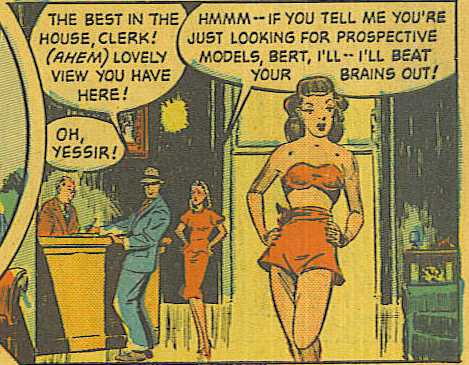 THE BEST IN THE
HOUSE, CLERK!
(AHEM) LOVELY
VIEW YOU HAVE
HERE!
OH,
YESSIR!
HMMM-- IF YOU TELL ME YOU'RE
JUST LOOKING FOR PROSPECTIVE
MODELS, BERT, I'LL-- I'LL BEAT
YOUR BRAINS OUT!